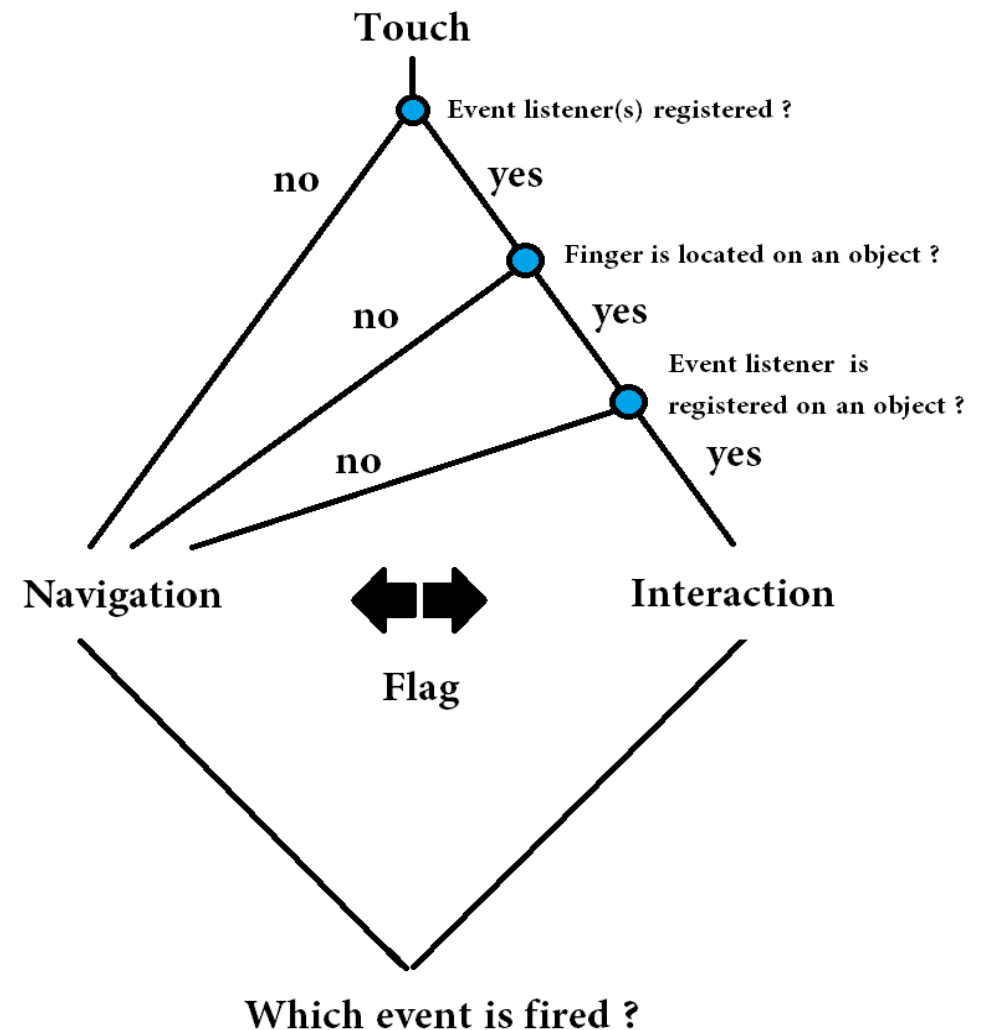 Touch
Event listener(s) registered ?
no
yes
Finger is located on an object ?
no
yes
Event listener is
registered on an object ?
no
yes
Navigation
Interaction
Flag
Which event is fired ?